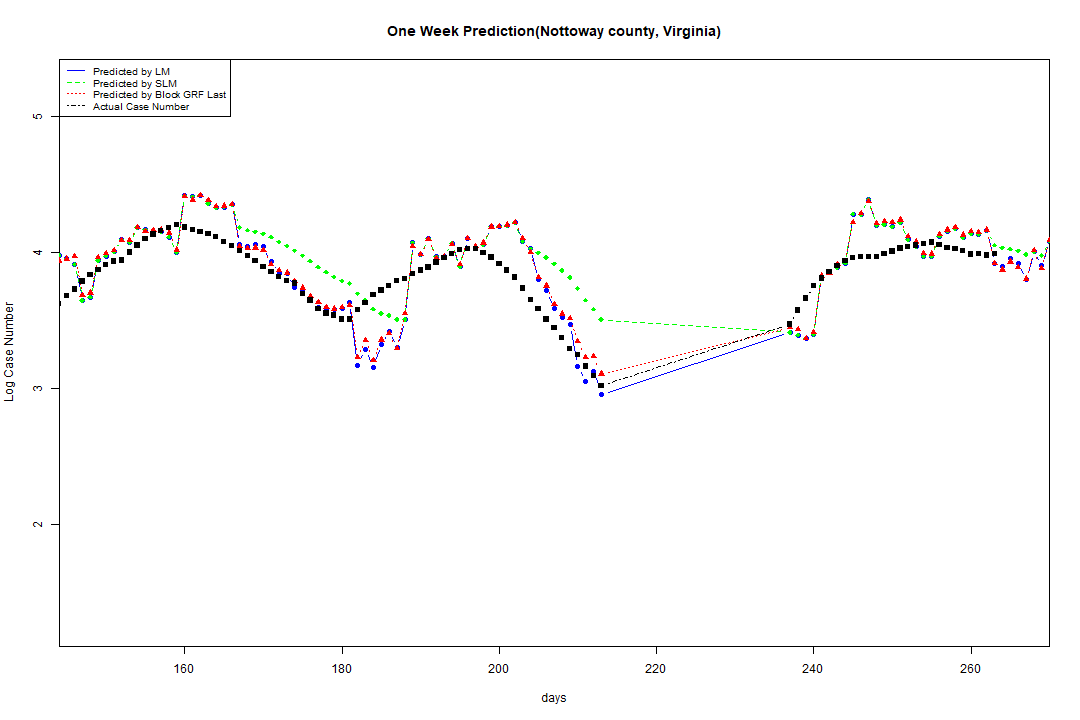 One Week Prediction(Nottoway county, Virginia)
Predicted by LM
Predicted by SLM
Predicted by Block GRF Last
Actual Case Number
5
4
3
2
Log Case Number
160 180 200 220 240 260
days